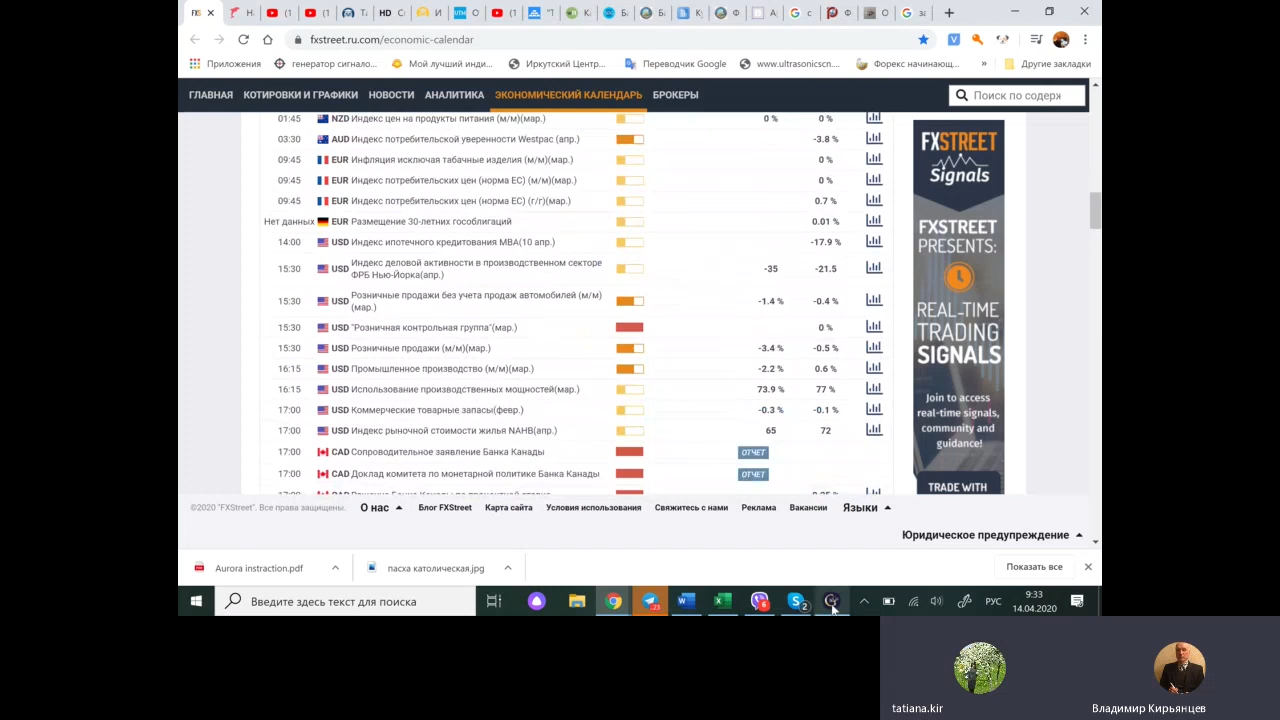 FXS
Н
(1
(1
Т
HD С
И
О
(1
"Т
К
Б
Б
К
Ф
А
с
Ф
О
за
fxstreet.ru.com/economic-calendar
Приложения генератор сигнало... Мой лучший инди... Иркутский Центр... Переводчик Google www.ultrasonicscn.... Форекс начинающ... » Другие закладки
ГЛАВНАЯ КОТИРОВКИ И ГРАФИКИ НОВОСТИ АНАЛИТИКА ЭКОНОМИЧЕСКИЙ КАЛЕНДАРЬ БРОКЕРЫ Поиск по содерж
01:45 NZD Индекс цен на продукты питания (м/м)(мар.) 0 % 0 %
03:30 AUD Индекс потребительской уверенности Westpac (апр.) -3.8 %
09:45 EUR Инфляция исключая табачные изделия (м/м)(мар.) 0 %
09:45 EUR Индекс потребительских цен (норма ЕС) (м/м)(мар.) 0 %
09:45 EUR Индекс потребительских цен (норма ЕС) (г/г)(мар.) 0.7 %
Нет данных EUR Размещение 30-летних гособлигаций 0.01 %
14:00 USD Индекс ипотечного кредитования MBA(10 апр.) -17.9 %
15:30 USD Индекс деловой активности в производственном секторе
ФРБ Нью-Йорка(апр.) -35 -21.5
15:30 USD Розничные продажи без учета продаж автомобилей (м/м)
(мар.) -1.4 % -0.4 %
15:30 USD "Розничная контрольная группа"(мар.) 0 %
15:30 USD Розничные продажи (м/м)(мар.) -3.4 % -0.5 %
16:15 USD Промышленное производство (м/м)(мар.) -2.2 % 0.6 %
16:15 USD Использование производственных мощностей(мар.) 73.9 % 77 %
17:00 USD Коммерческие товарные запасы(февр.) -0.3 % -0.1 %
17:00 USD Индекс рыночной стоимости жилья NAHB(апр.) 65 72
17:00 CAD Сопроводительное заявление Банка Канады ОТЧЕТ
17:00 CAD Доклад комитета по монетарной политике Банка Канады ОТЧЕТ
FXSTREET
Signals
FXSTREET
PRESENTS:
REAL-TIME
TRADING
SIGNALS
Join to access
real-time signals,
community and
guidance!
TRADE WITH
©2020 "FXStreet". Все права защищены. О нас Блог FXStreet Карта сайта Условия использования Свяжитесь с нами Реклама Вакансии Языки
Юридическое предупреждение
Aurora instraction.pdf пасха католическая.jpg Показать все
Введите здесь текст для поиска
23
6
2
РУС
9:33
14.04.2020
tatiana.kir Владимир Кирьянцев